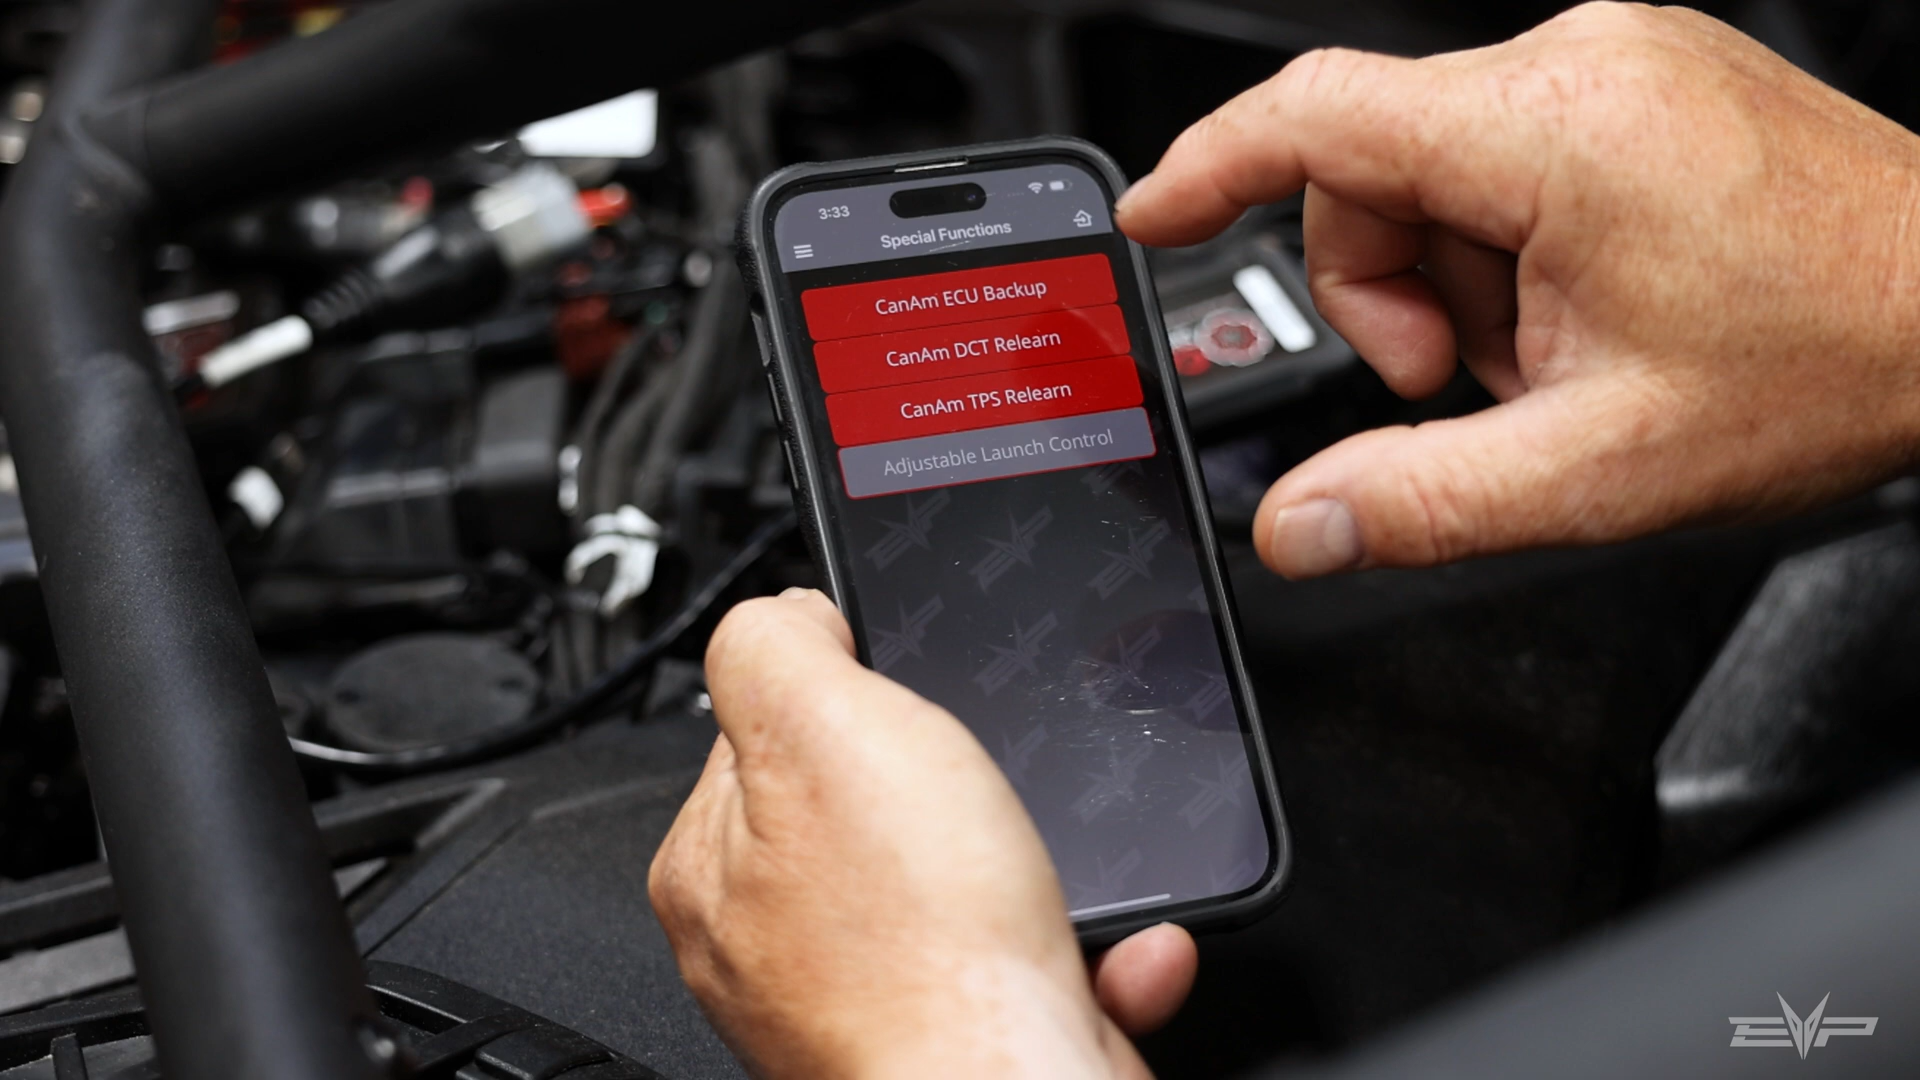 3:33
Special Functions
CanAm ECU Backup
CanAm DCT Relearn
CanAm TPS Relearn
Adjustable Launch Control
EVP